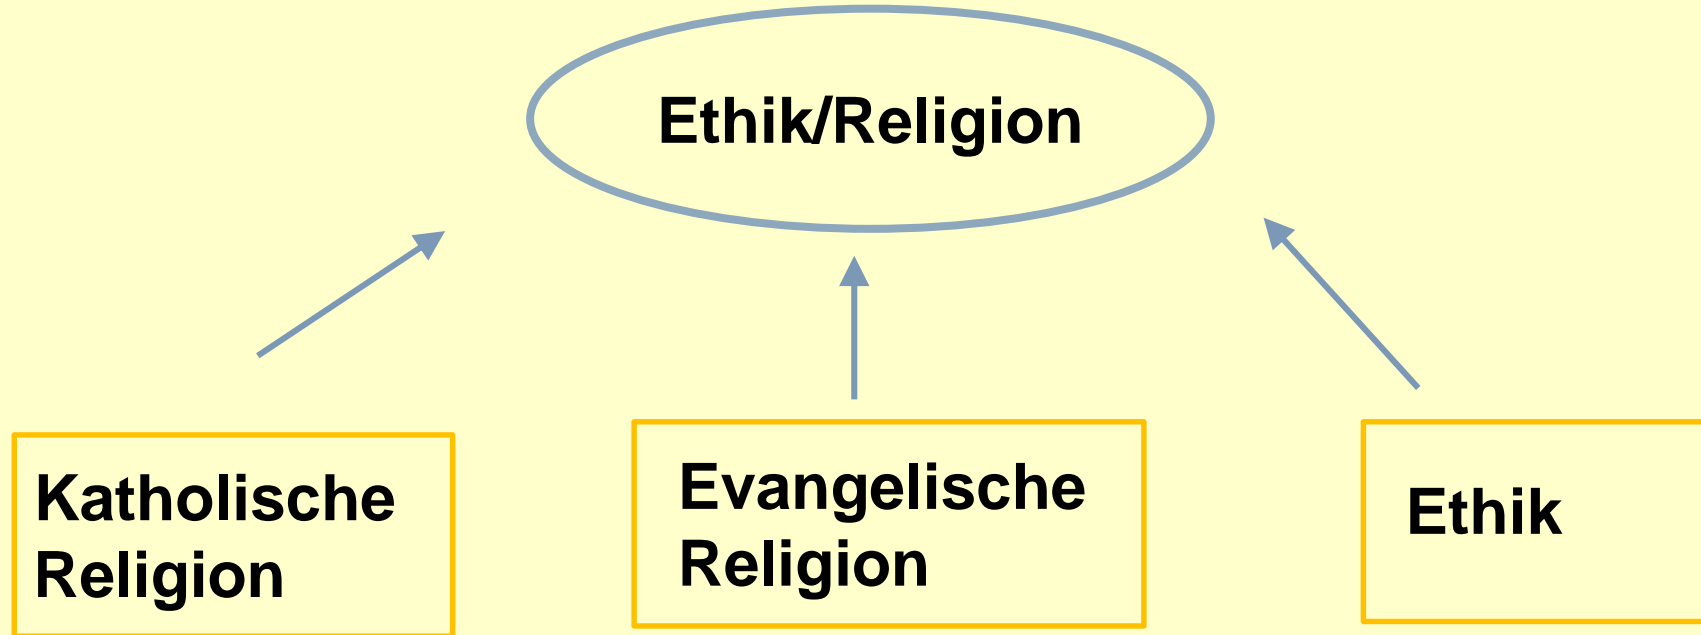 Ethik/Religion
Katholische
Religion
Evangelische
Religion
Ethik